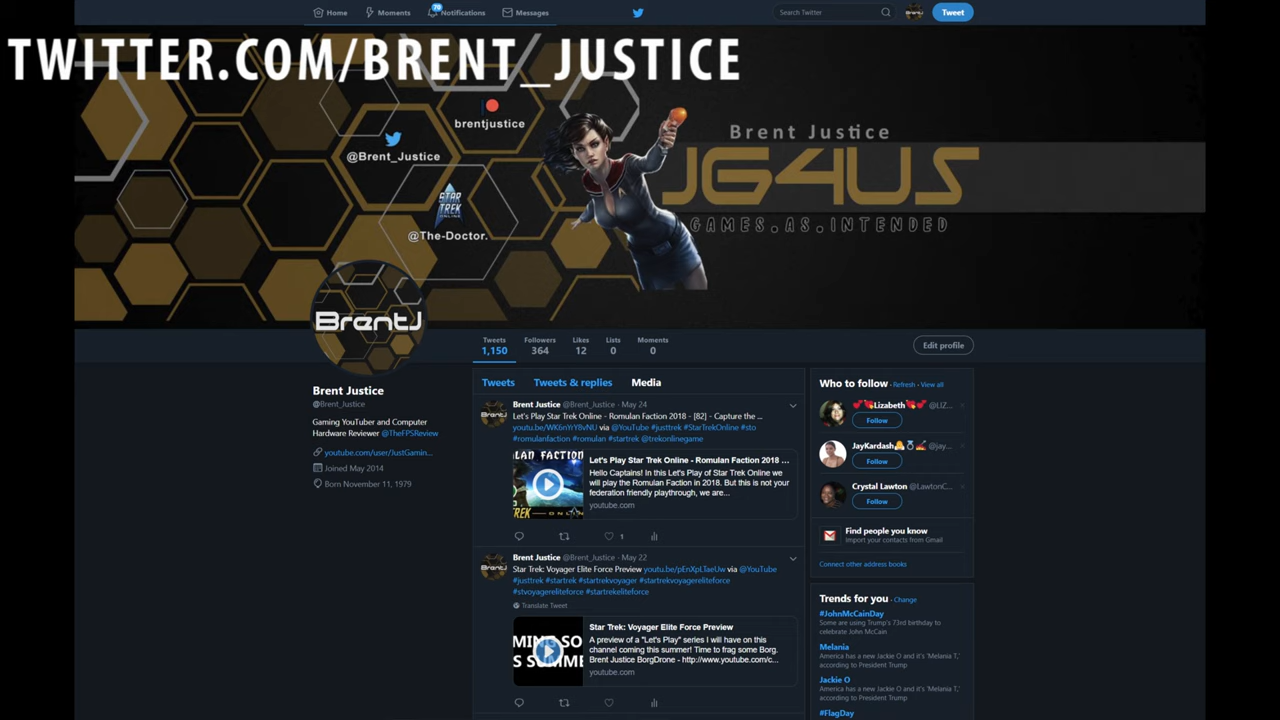 Home
Moments
70
Notifications
Messages
Search Twitter
Tweet
TWITTER.COM/BRENT_JUSTICE
brentjustice
@Brent_Justice
STAR TREK
@The-Doctor.
Brent Justice
JG4US
GAMES.AS.INTENDED
BrentJ
Tweets
1,150
Followers
364
Likes
12
Lists
0
Moments
0
Edit profile
Brent Justice
@Brent_Justice
Gaming YouTuber and Computer
Hardware Reviewer @TheFPSReview
youtube.com/user/JustGamin...
Joined May 2014
Born November 11, 1979
Tweets
Tweets & replies
Media
Brent Justice @Brent_Justice · May 24
Let's Play Star Trek Online - Romulan Faction 2018 - [82] - Capture the ...
youtu.be/WK6nYrY8vNU via @YouTube #justtrek #StarTrekOnline #sto
#romulanfaction #romulan #startrek @trekonlinegame
Let's Play Star Trek Online - Romulan Faction 2018 ...
Hello Captains! In this Let's Play of Star Trek Online we
will play the Romulan Faction in 2018. But this is not your
federation friendly playthrough, we are...
youtube.com
1
Brent Justice @Brent_Justice · May 22
Star Trek: Voyager Elite Force Preview youtu.be/pEnXpLTaeUw via @YouTube
#justtrek #startrek #startrekvoyager #startrekvoyagereliteforce
#stvoyagereliteforce #startrekeliteforce
Translate Tweet
Star Trek: Voyager Elite Force Preview
A preview of a "Let's Play" series I will have on this
channel coming this summer! Time to frag some Borg.
Brent Justice BorgDrone - http://www.youtube.com/c...
youtube.com
Who to follow · Refresh · View all
💕💘Lizabeth💘💕 @LIZ...
Follow
JayKardash @jay...
Follow
Crystal Lawton @LawtonC...
Follow
Find people you know
Import your contacts from Gmail
Connect other address books
Trends for you · Change
#JohnMcCainDay
Some are using Trump's 73rd birthday to
celebrate John McCain
Melania
America has a new Jackie O and it's 'Melania T,'
according to President Trump
Jackie O
America has a new Jackie O and it's 'Melania T,'
according to President Trump
#FlagDay